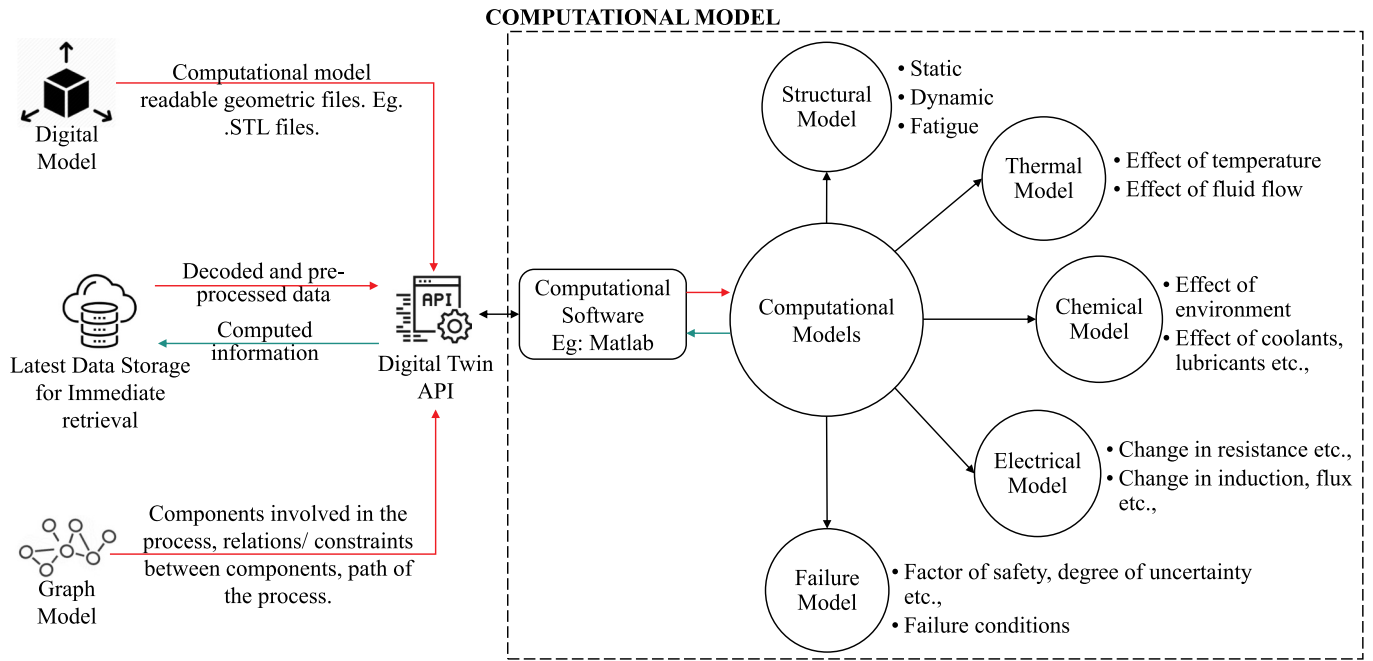 COMPUTATIONAL MODEL
Digital
Model
Computational model
readable geometric files. Eg.
.STL files.
Decoded and pre-
processed data
Computed
information
Latest Data Storage
for Immediate
retrieval
API
Digital Twin
API
Components involved in the
process, relations/ constraints
between components, path of
the process.
Graph
Model
Computational
Software
Eg: Matlab
Computational
Models
Structural
Model
• Static
• Dynamic
• Fatigue
Thermal
Model
• Effect of temperature
• Effect of fluid flow
Chemical
Model
• Effect of
environment
• Effect of coolants,
lubricants etc.,
Electrical
Model
• Change in resistance etc.,
• Change in induction, flux
etc.,
Failure
Model
• Factor of safety, degree of uncertainty
etc.,
• Failure conditions